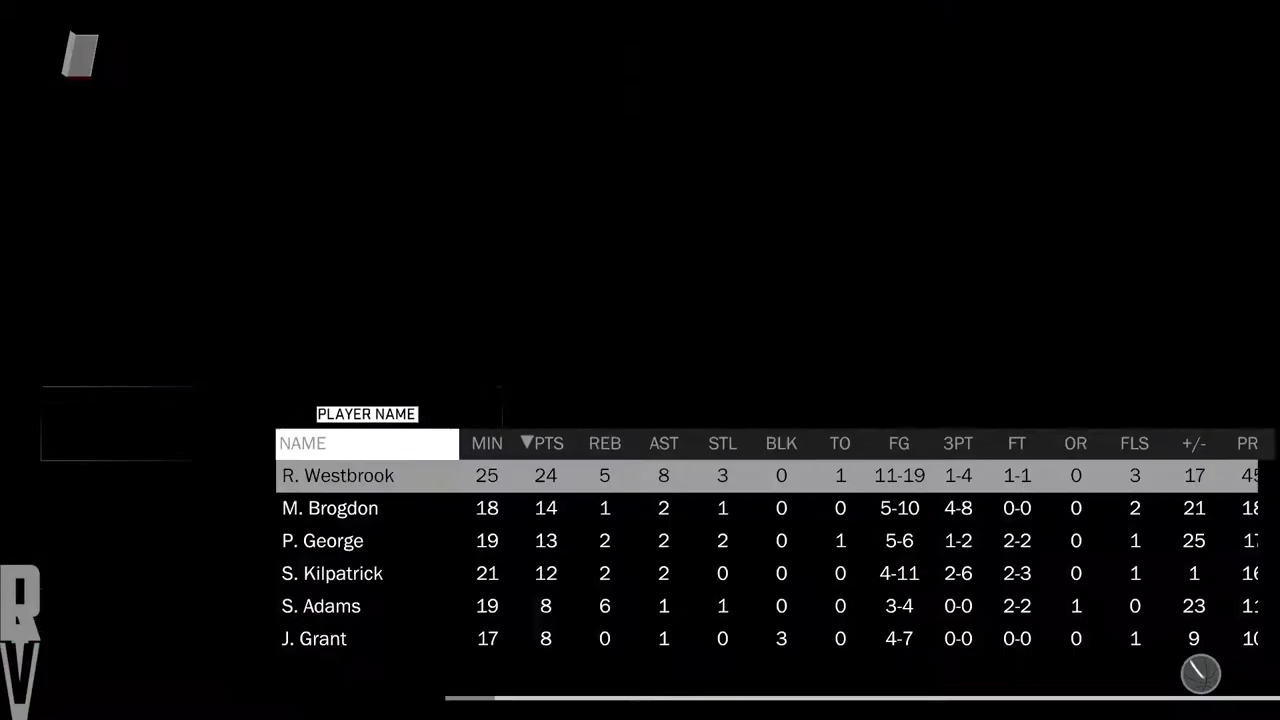 PLAYER NAME
NAME MIN ▼PTS REB AST STL BLK TO FG 3PT FT OR FLS +/- PR
R. Westbrook 25 24 5 8 3 0 1 11-19 1-4 1-1 0 3 17 45
M. Brogdon 18 14 1 2 1 0 0 5-10 4-8 0-0 0 2 21 18
P. George 19 13 2 2 2 0 1 5-6 1-2 2-2 0 1 25 17
S. Kilpatrick 21 12 2 2 0 0 0 4-11 2-6 2-3 0 1 1 16
S. Adams 19 8 6 1 1 0 0 3-4 0-0 2-2 1 0 23 11
J. Grant 17 8 0 1 0 3 0 4-7 0-0 0-0 0 1 9 10
R
V